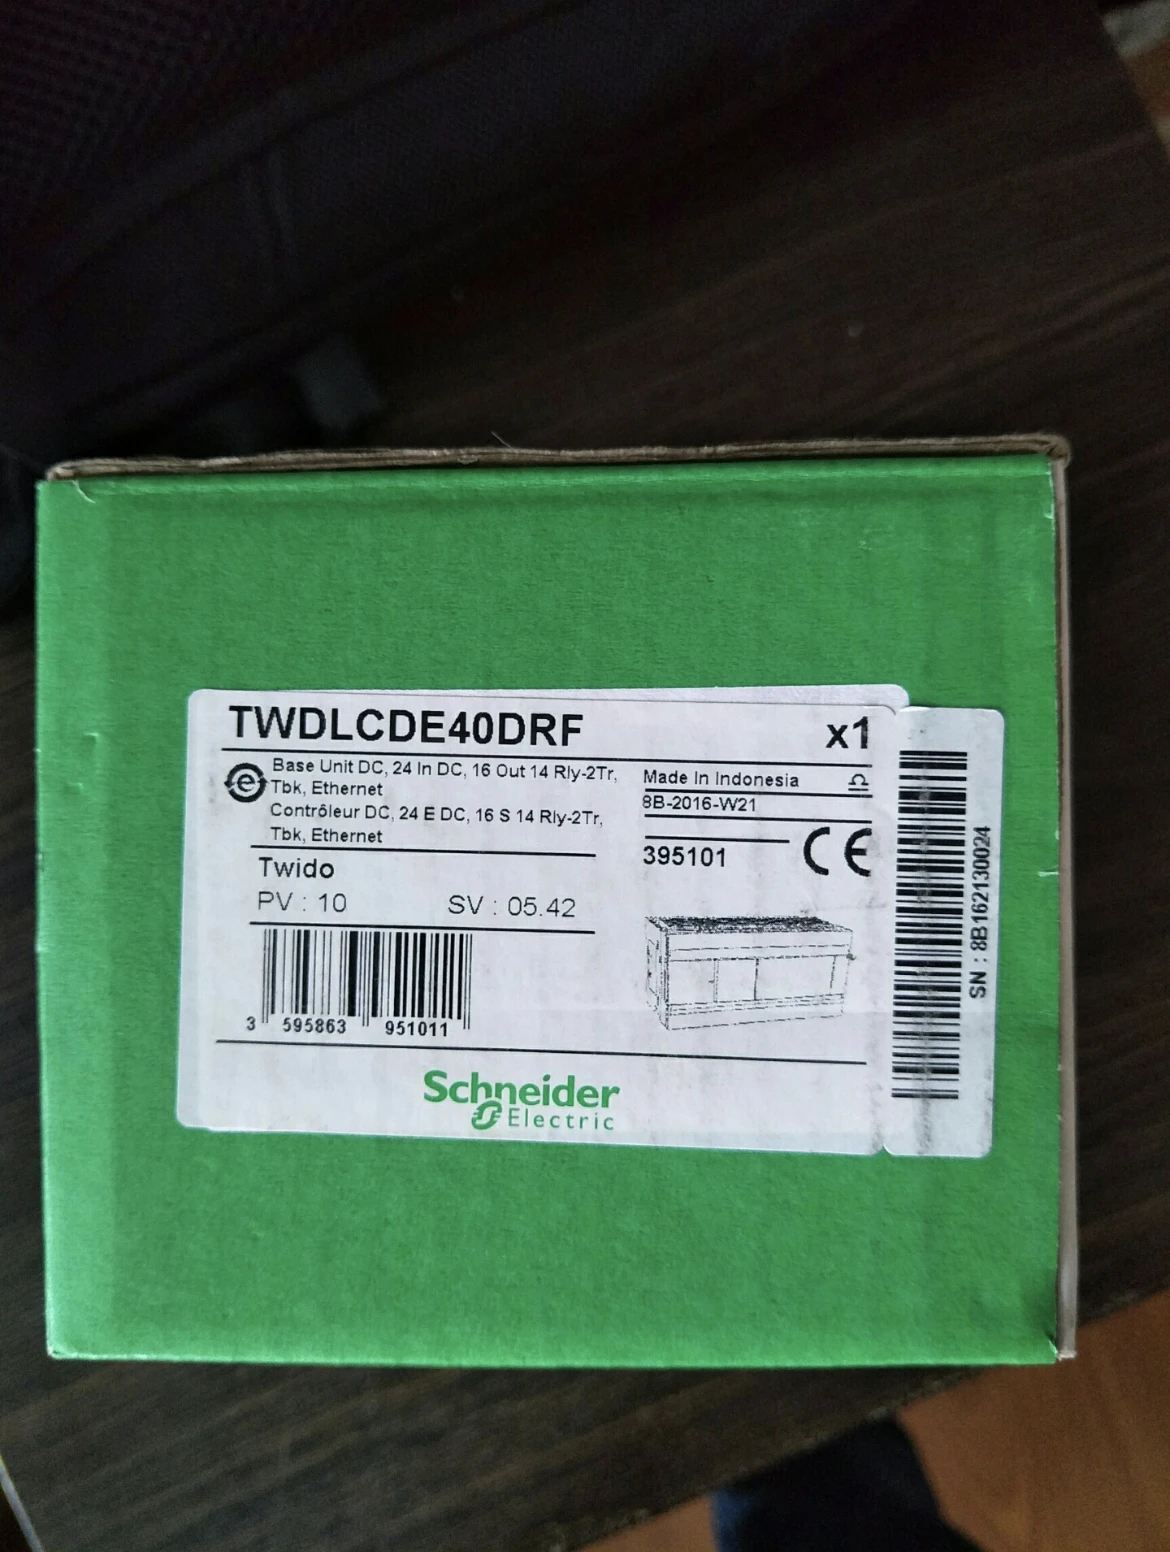 TWDLCDE40DRF
x1
Base Unit DC, 24 In DC, 16 Out 14 Rly-2Tr,
Tbk, Ethernet
Contrôleur DC, 24 E DC, 16 S 14 Rly-2Tr,
Tbk, Ethernet
Made In Indonesia
8B-2016-W21
395101
CE
Twido
PV : 10 SV : 05.42
3 595863 951011
SN : 8B162130024
Schneider
Electric